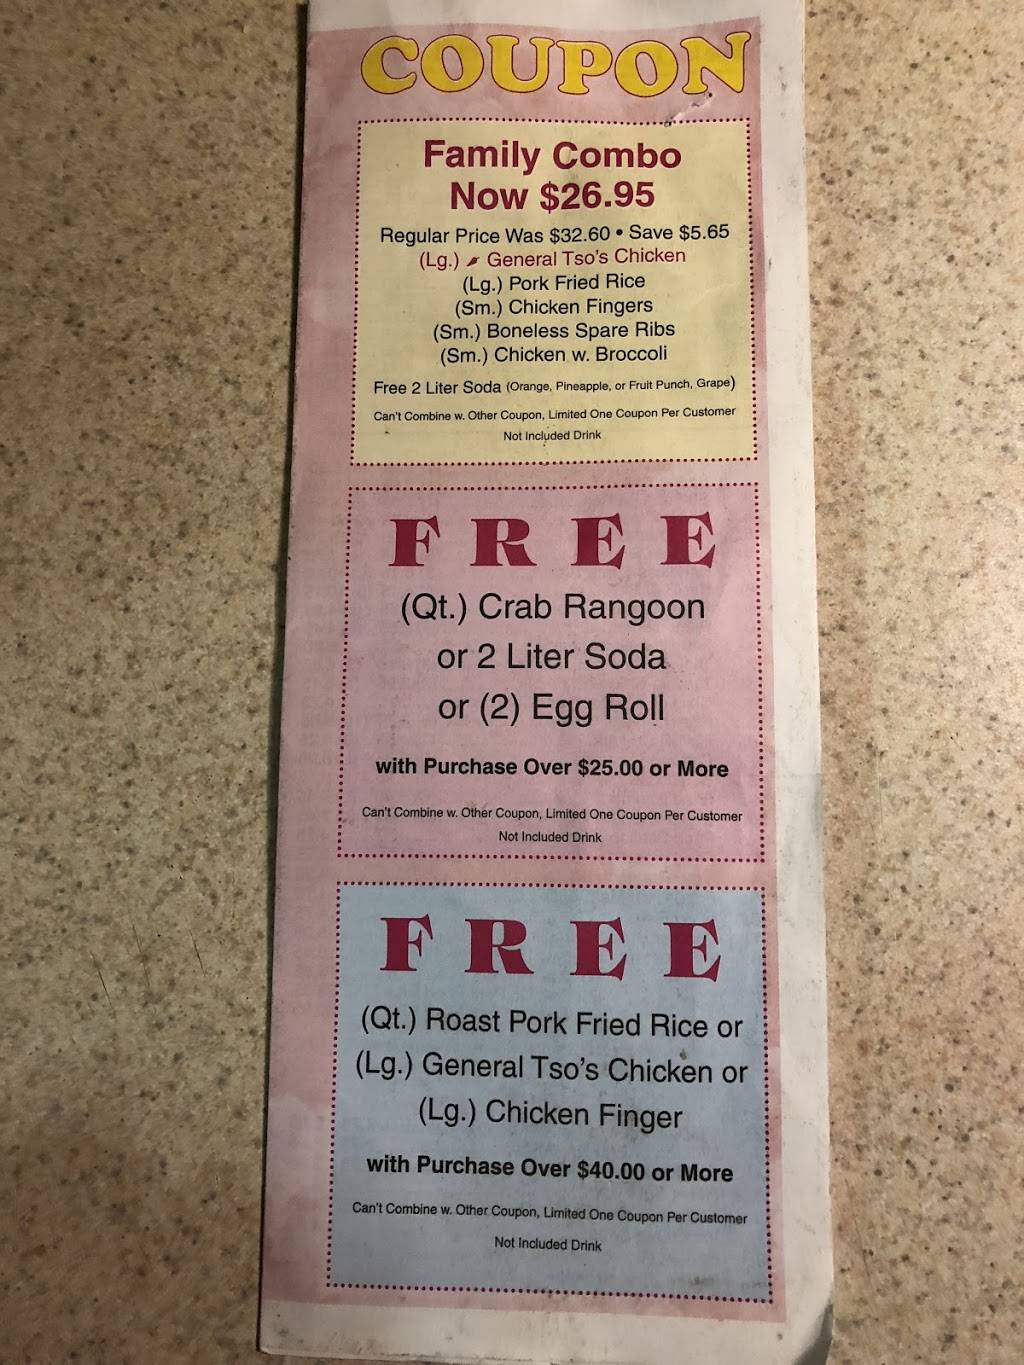 COUPON
Family Combo
Now $26.95
Regular Price Was $32.60 • Save $5.65
(Lg.) General Tso's Chicken
(Lg.) Pork Fried Rice
(Sm.) Chicken Fingers
(Sm.) Boneless Spare Ribs
(Sm.) Chicken w. Broccoli
Free 2 Liter Soda (Orange, Pineapple, or Fruit Punch, Grape)
Can't Combine w. Other Coupon, Limited One Coupon Per Customer
Not Included Drink
FREE
(Qt.) Crab Rangoon
or 2 Liter Soda
or (2) Egg Roll
with Purchase Over $25.00 or More
Can't Combine w. Other Coupon, Limited One Coupon Per Customer
Not Included Drink
FREE
(Qt.) Roast Pork Fried Rice or
(Lg.) General Tso's Chicken or
(Lg.) Chicken Finger
with Purchase Over $40.00 or More
Can't Combine w. Other Coupon, Limited One Coupon Per Customer
Not Included Drink